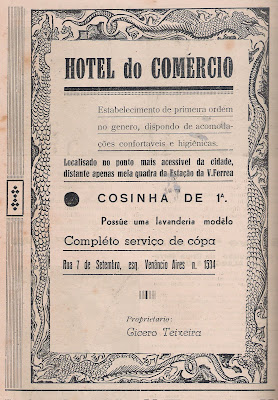 HOTEL do COMÉRCIO
Estabelecimento de primeira ordem
no genero, dispondo de acomoda-
ções confortaveis e higiênicas.
Localisado no ponto mais acessivel da cidade,
distante apenas meia quadra da Estação da V.Ferrea
COSINHA DE 1ª.
Possúe uma lavanderia modêlo
Compléto serviço de cópa
Rua 7 de Setembro, esq. Venâncio Aires n. 1514
Proprietario:
Cicero Teixeira